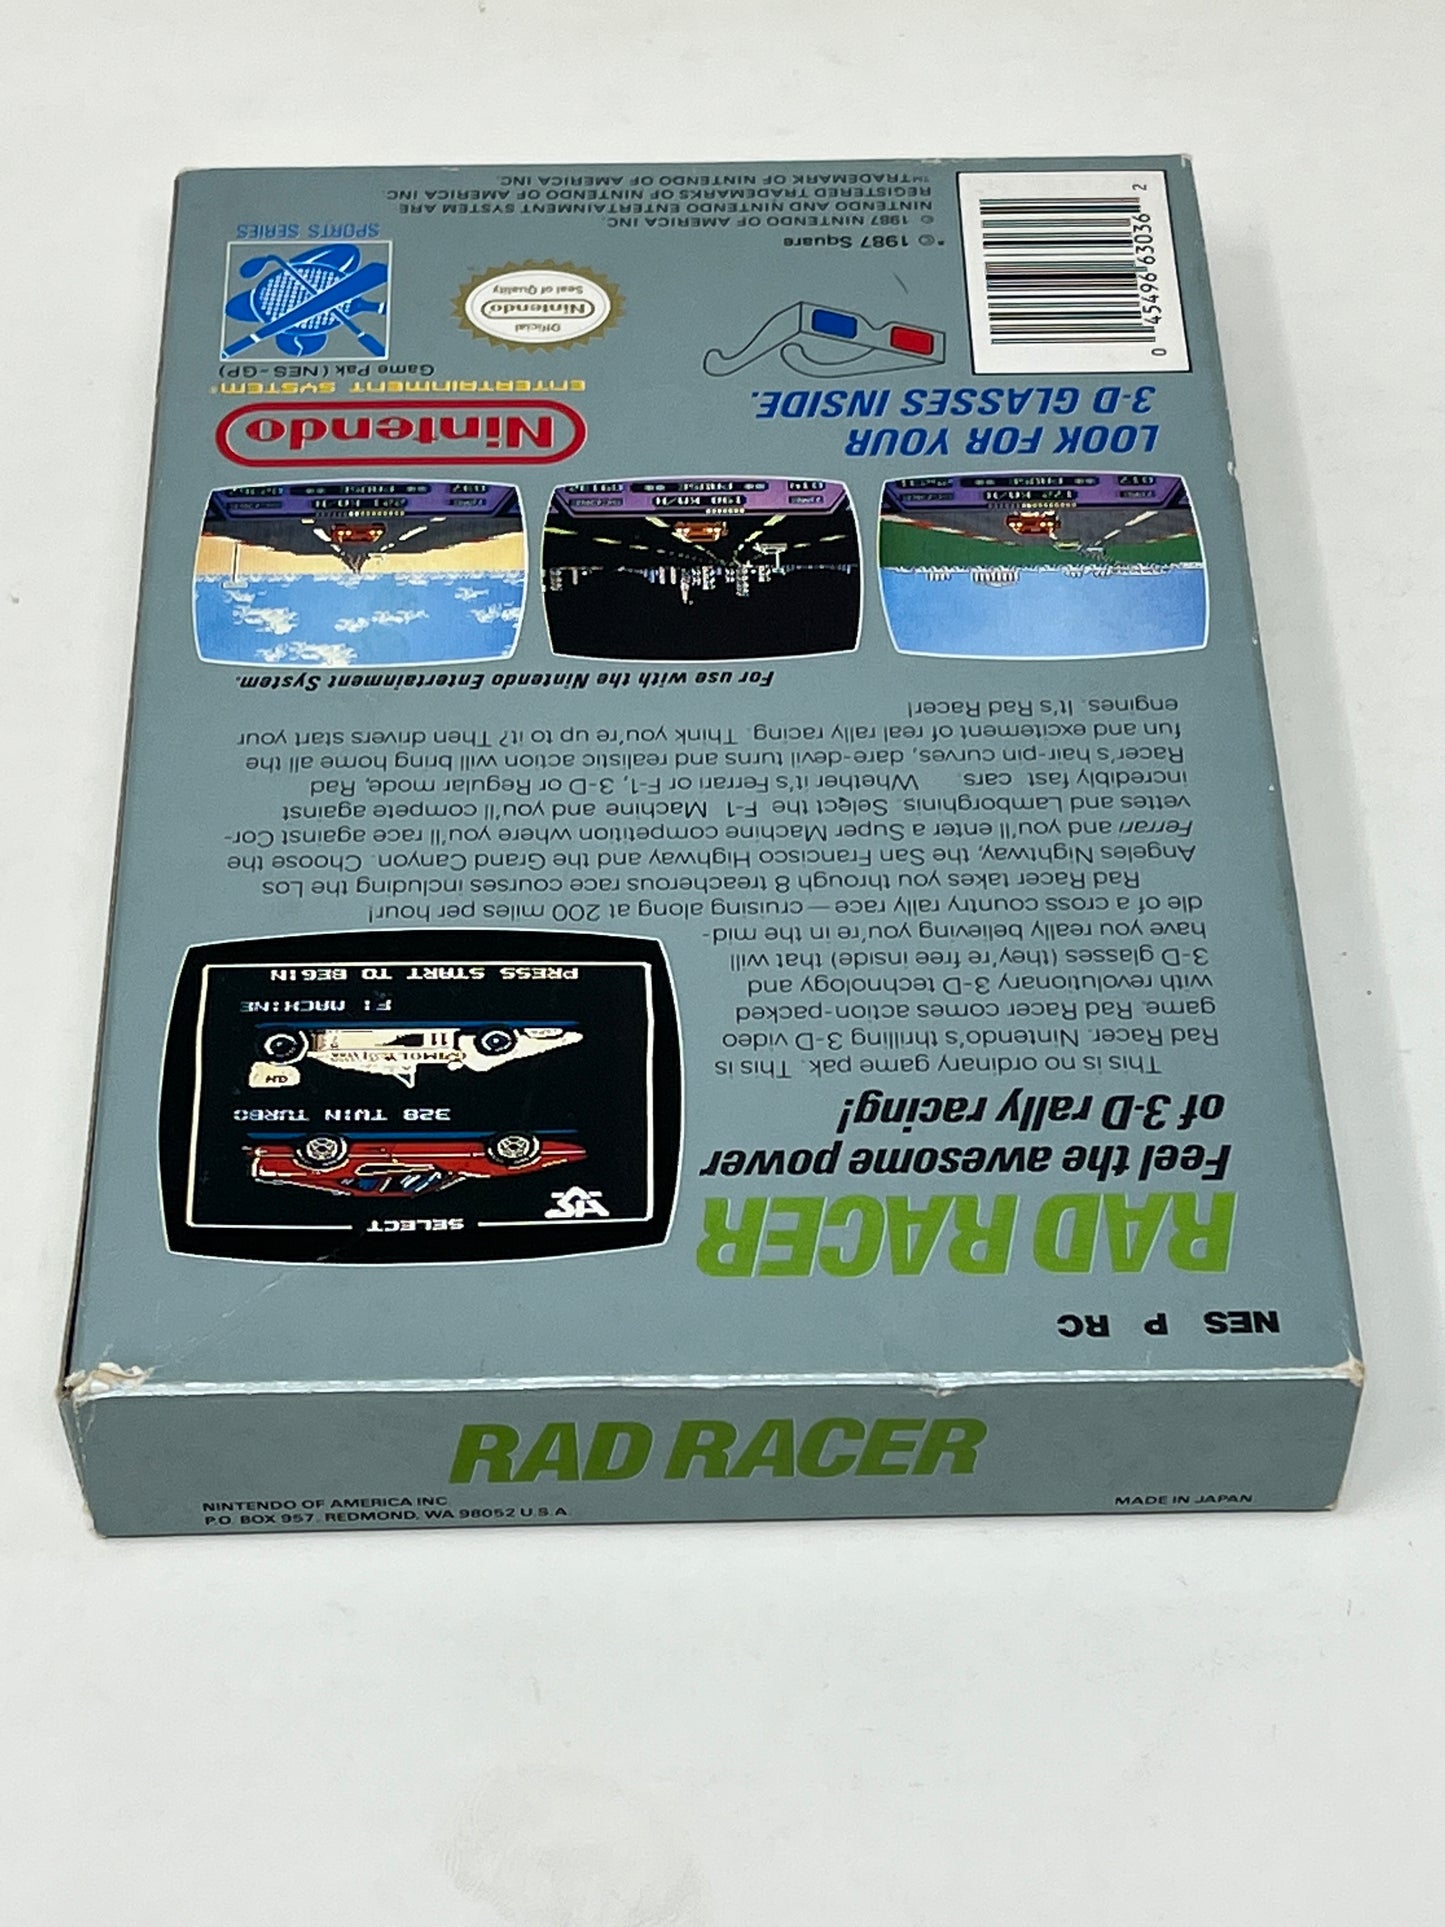 NES P RC
RAD RACER
Feel the awesome power
of 3-D rally racing!
This is no ordinary game pak. This is
Rad Racer. Nintendo's thrilling 3-D video
game. Rad Racer comes action-packed
with revolutionary 3-D technology and
3-D glasses (they're free inside) that will
have you really believing you're in the mid-
dle of a cross country rally race—cruising along at 200 miles per hour!
Rad Racer takes you through 8 treacherous race courses including the Los
Angeles Nightway, the San Francisco Highway and the Grand Canyon. Choose the
Ferrari and you'll enter a Super Machine competition where you'll race against Cor-
vettes and Lamborghinis. Select the F-1 Machine and you'll compete against
incredibly fast cars. Whether it's Ferrari or F-1, 3-D or Regular mode, Rad
Racer's hair-pin curves, dare-devil turns and realistic action will bring home all the
fun and excitement of real rally racing. Think you're up to it? Then drivers start your
engines. It's Rad Racer!
SELECT
328 TWIN TURBO
11
F1 MACHINE
PRESS START TO BEGIN
For use with the Nintendo Entertainment System.
LOOK FOR YOUR
3-D GLASSES INSIDE.
Nintendo
ENTERTAINMENT SYSTEM
Game Pak (NES-GP)
SPORTS SERIES
Official
Nintendo
Seal of Quality
0 45496 63036 2
*© 1987 Square
© 1987 NINTENDO OF AMERICA INC.
NINTENDO AND NINTENDO ENTERTAINMENT SYSTEM ARE
REGISTERED TRADEMARKS OF NINTENDO OF AMERICA INC
™TRADEMARK OF NINTENDO OF AMERICA INC.
RAD RACER
NINTENDO OF AMERICA INC
P.O. BOX 957, REDMOND, WA 98052 U.S.A.
MADE IN JAPAN